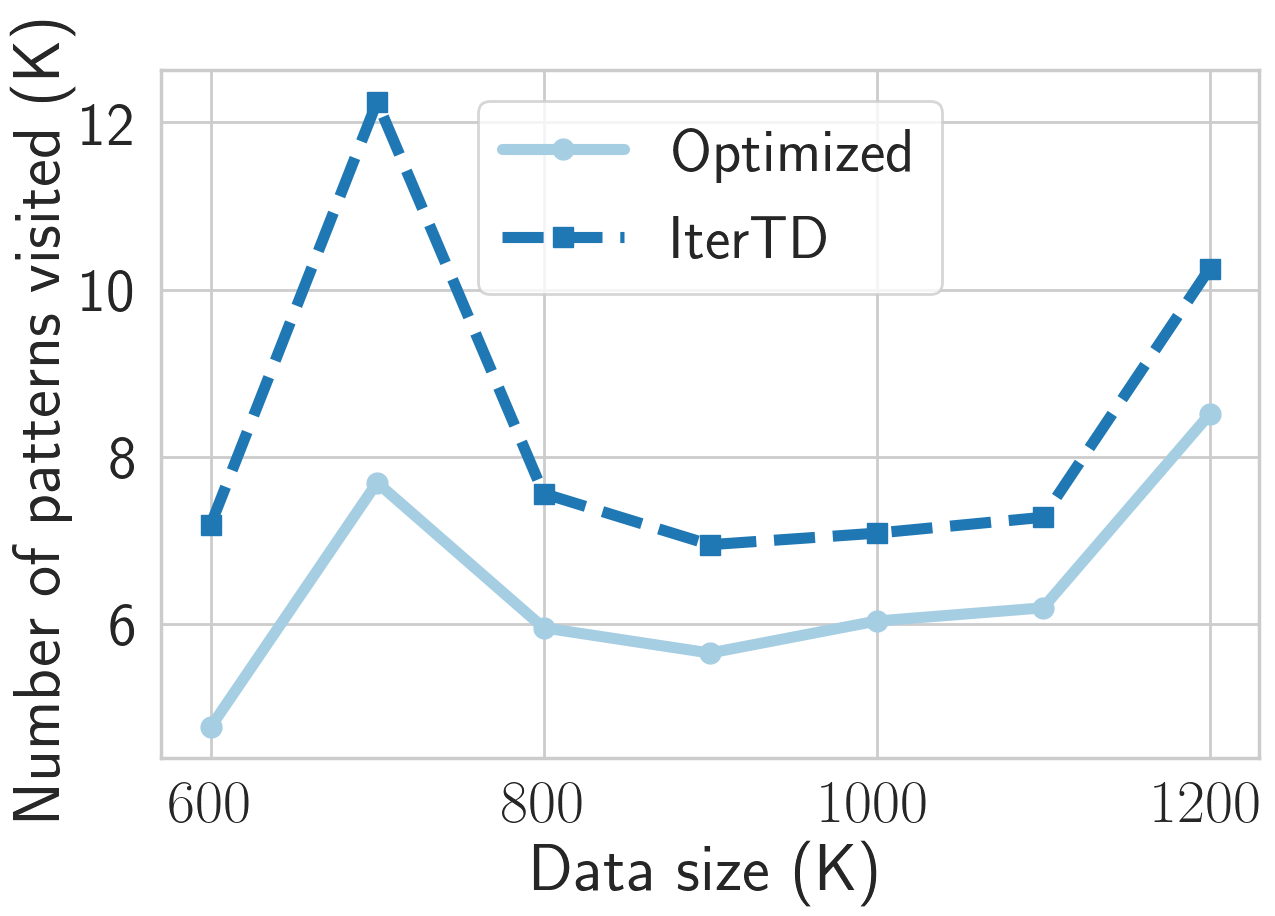 Number of patterns visited (K)
12
10
8
6
Optimized
IterTD
600 800 1000 1200
Data size (K)